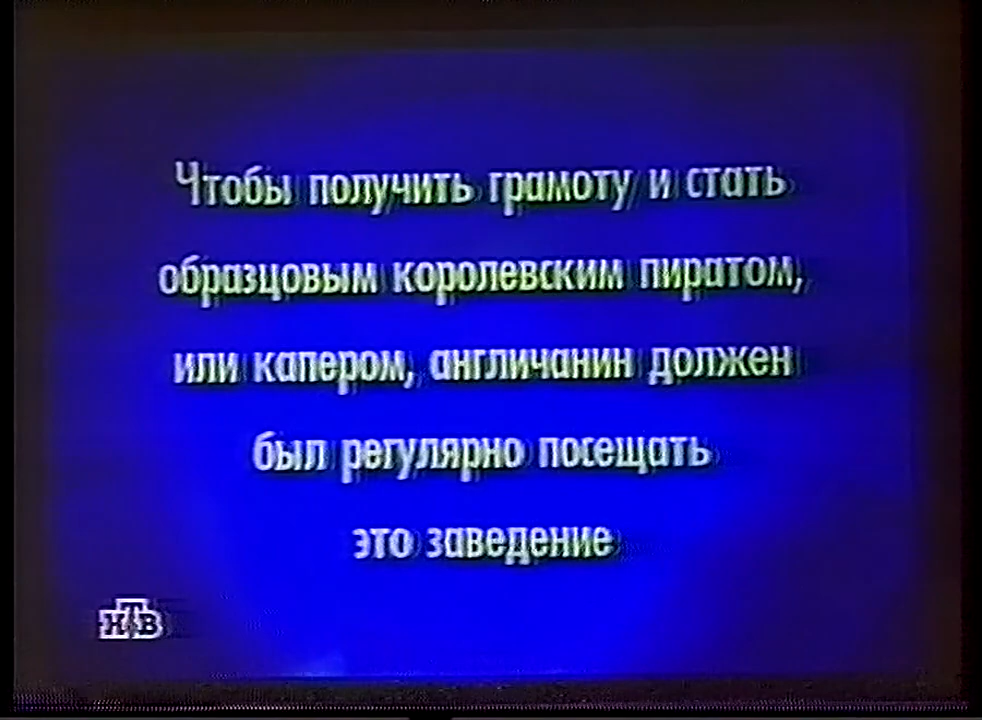 Чтобы получить грамоту и стать
образцовым королевским пиратом,
или капером, англичанин должен
был регулярно посещать
это заведение
НТВ